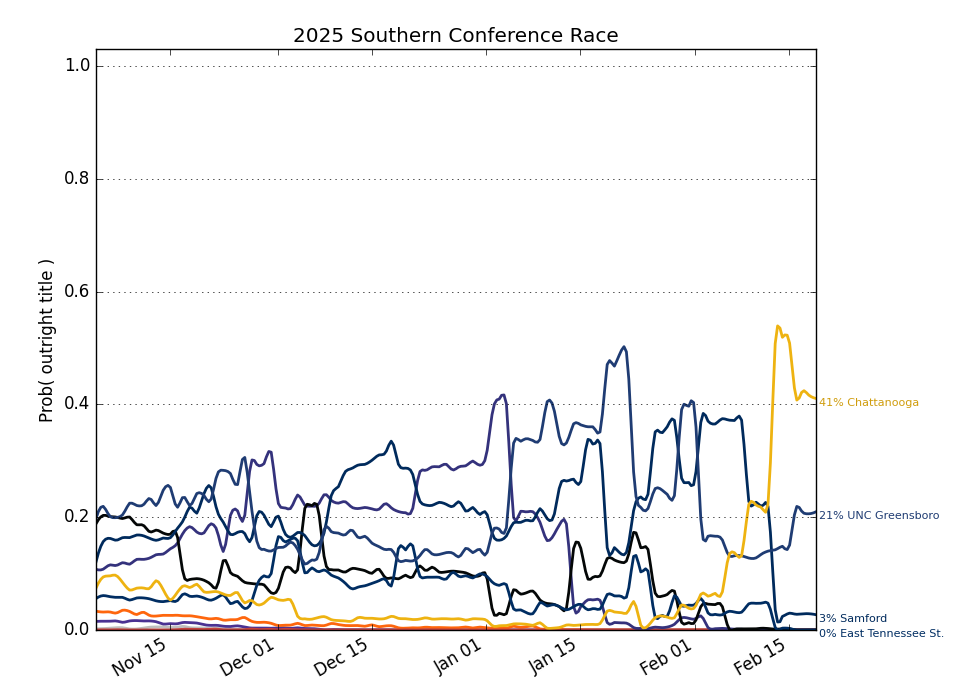 2025 Southern Conference Race
Prob( outright title )
1.0
0.8
0.6
0.4
0.2
0.0
41% Chattanooga
21% UNC Greensboro
3% Samford
0% East Tennessee St.
Nov 15
Dec 01
Dec 15
Jan 01
Jan 15
Feb 01
Feb 15